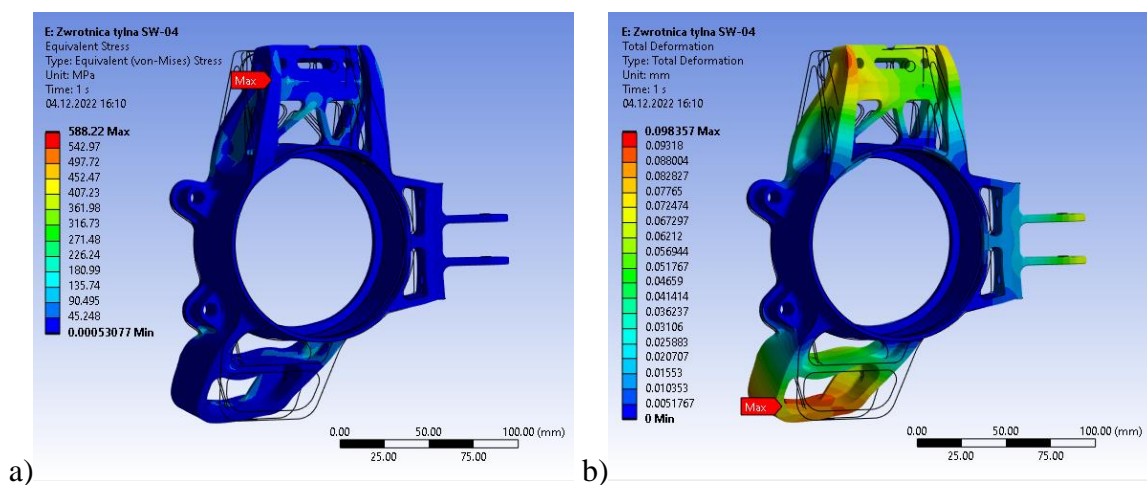 E: Zwrotnica tylna SW-04
Equivalent Stress
Type: Equivalent (von-Mises) Stress
Unit: MPa
Time: 1 s
04.12.2022 16:10
588.22 Max
542.97
497.72
452.47
407.23
361.98
316.73
271.48
226.24
180.99
135.74
90.495
45.248
0.00053077 Min
Max
0.00 50.00 100.00 (mm)
25.00 75.00
a)
E: Zwrotnica tylna SW-04
Total Deformation
Type: Total Deformation
Unit: mm
Time: 1 s
04.12.2022 16:10
0.098357 Max
0.09318
0.088004
0.082827
0.07765
0.072474
0.067297
0.06212
0.056944
0.051767
0.04659
0.041414
0.036237
0.03106
0.025883
0.020707
0.01553
0.010353
0.0051767
0 Min
Max
0.00 50.00 100.00 (mm)
25.00 75.00
b)